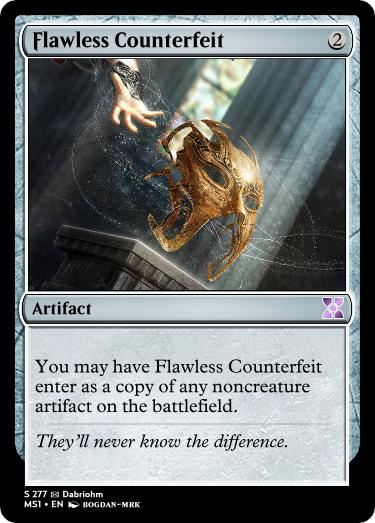 Flawless Counterfeit 2
Artifact
You may have Flawless Counterfeit
enter as a copy of any noncreature
artifact on the battlefield.
They'll never know the difference.
S 277 Dabriohm
MS1 • EN BOGDAN-MRK